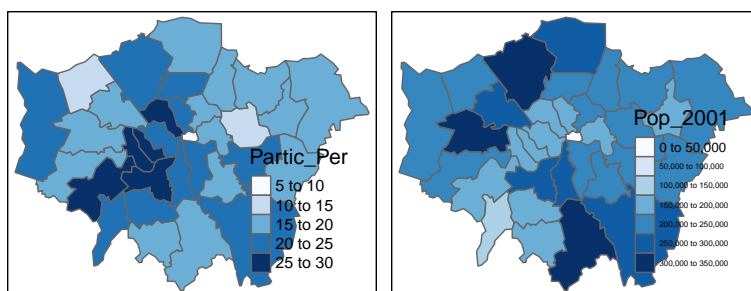 Partic_Per
5 to 10
10 to 15
15 to 20
20 to 25
25 to 30
Pop_2001
0 to 50,000
50,000 to 100,000
100,000 to 150,000
150,000 to 200,000
200,000 to 250,000
250,000 to 300,000
300,000 to 350,000